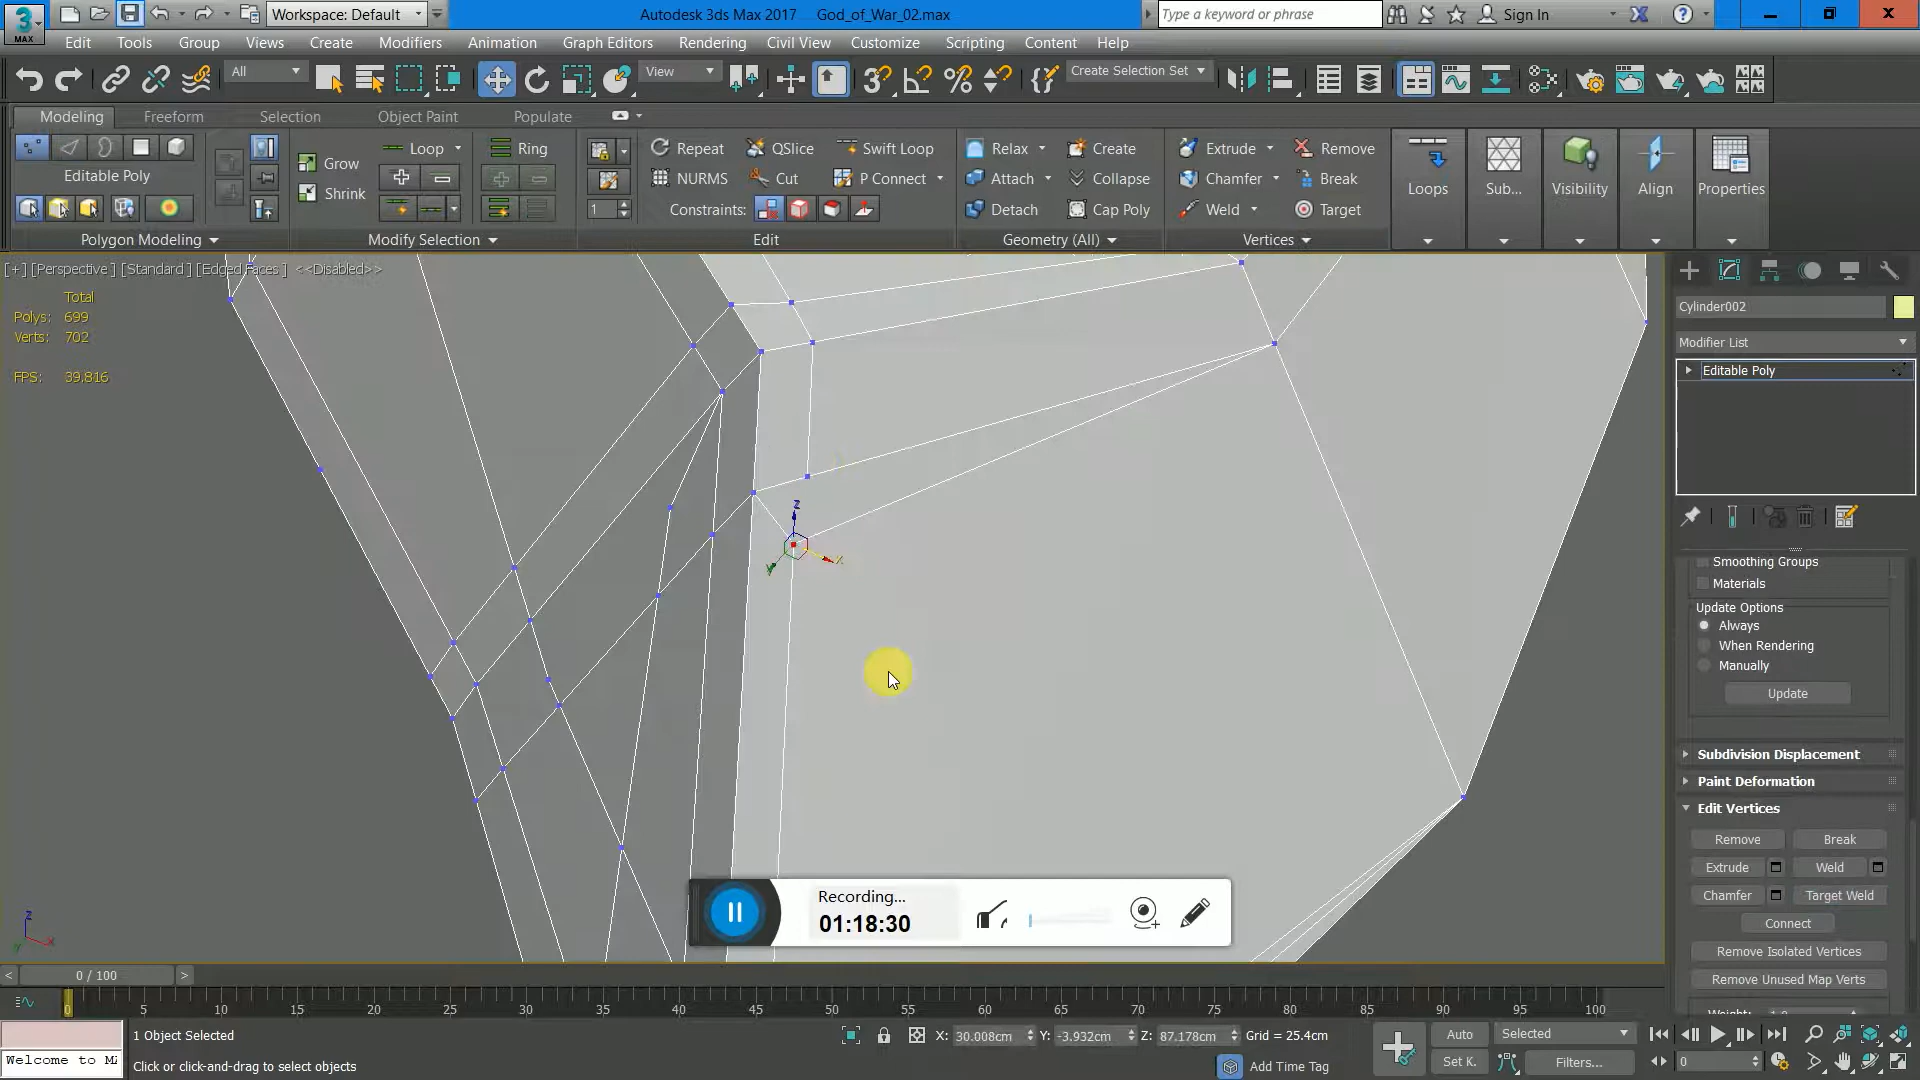 Workspace: Default
Autodesk 3ds Max 2017 God_of_War_02.max
Type a keyword or phrase
Sign In
MAX
Edit Tools Group Views Create Modifiers Animation Graph Editors Rendering Civil View Customize Scripting Content Help
All
View
Create Selection Set
Modeling Freeform Selection Object Paint Populate
Loop Ring Repeat QSlice Swift Loop Relax Create Extrude Remove
Grow
Editable Poly
NURMS Cut P Connect Attach Collapse Chamfer Break
Shrink
Loops Sub... Visibility Align Properties
1 Constraints: Detach Cap Poly Weld Target
Polygon Modeling Modify Selection Edit Geometry (All) Vertices
[+] [Perspective] [Standard] [Edged Faces] <<Disabled>>
Total
Polys: 699
Verts: 702
FPS: 39.816
Cylinder002
Modifier List
Editable Poly
Smoothing Groups
Materials
Update Options
Always
When Rendering
Manually
Update
Subdivision Displacement
Paint Deformation
Edit Vertices
Remove Break
Extrude Weld
Chamfer Target Weld
Connect
Remove Isolated Vertices
Remove Unused Map Verts
z
x
y
Recording...
01:18:30
z
x
< 0 / 100 >
0 5 10 15 20 25 30 35 40 45 50 55 60 65 70 75 80 85 90 95 100
1 Object Selected
X: 30.008cm Y: -3.932cm Z: 87.178cm Grid = 25.4cm
Auto Selected
Welcome to MA
Click or click-and-drag to select objects
Add Time Tag
Set K. Filters... 0